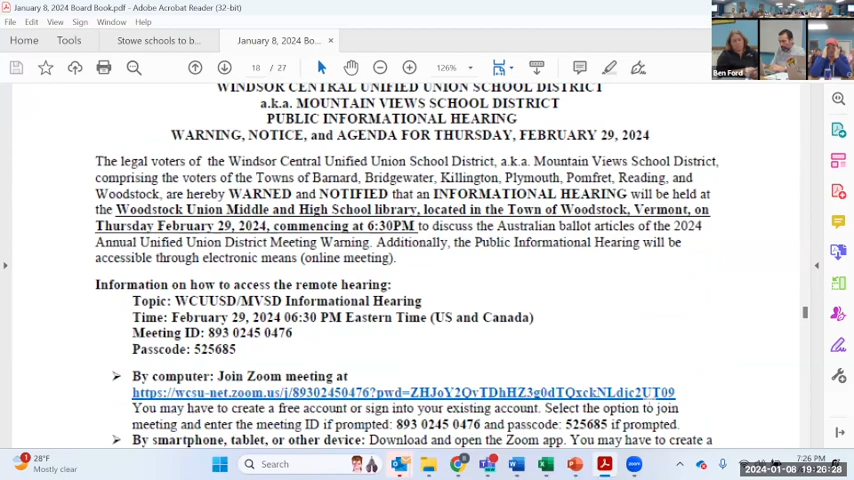 January 8, 2024 Board Book.pdf - Adobe Acrobat Reader (32-bit)
File Edit View Sign Window Help
Home Tools Stowe schools to b... January 8, 2024 Boa... ×
18 / 27 126%
Ben Ford
WINDSOR CENTRAL UNIFIED UNION SCHOOL DISTRICT
a.k.a. MOUNTAIN VIEWS SCHOOL DISTRICT
PUBLIC INFORMATIONAL HEARING
WARNING, NOTICE, and AGENDA FOR THURSDAY, FEBRUARY 29, 2024
The legal voters of the Windsor Central Unified Union School District, a.k.a. Mountain Views School District,
comprising the voters of the Towns of Barnard, Bridgewater, Killington, Plymouth, Pomfret, Reading, and
Woodstock, are hereby WARNED and NOTIFIED that an INFORMATIONAL HEARING will be held at
the Woodstock Union Middle and High School library, located in the Town of Woodstock, Vermont, on
Thursday February 29, 2024, commencing at 6:30PM to discuss the Australian ballot articles of the 2024
Annual Unified Union District Meeting Warning. Additionally, the Public Informational Hearing will be
accessible through electronic means (online meeting).
Information on how to access the remote hearing:
Topic: WCUUSD/MVSD Informational Hearing
Time: February 29, 2024 06:30 PM Eastern Time (US and Canada)
Meeting ID: 893 0245 0476
Passcode: 525685
➢ By computer: Join Zoom meeting at
https://wcsu-net.zoom.us/j/89302450476?pwd=ZHJoY2QvTDhHZ3g0dTQxckNLdjc2UT09
You may have to create a free account or sign into your existing account. Select the option to join
meeting and enter the meeting ID if prompted: 893 0245 0476 and passcode: 525685 if prompted.
➢ By smartphone, tablet, or other device: Download and open the Zoom app. You may have to create a
28°F
Mostly clear
Search
7:26 PM
2024-01-08 19:26:28